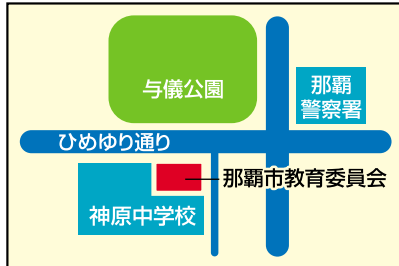 与儀公園
那覇
警察署
ひめゆり通り
那覇市教育委員会
神原中学校